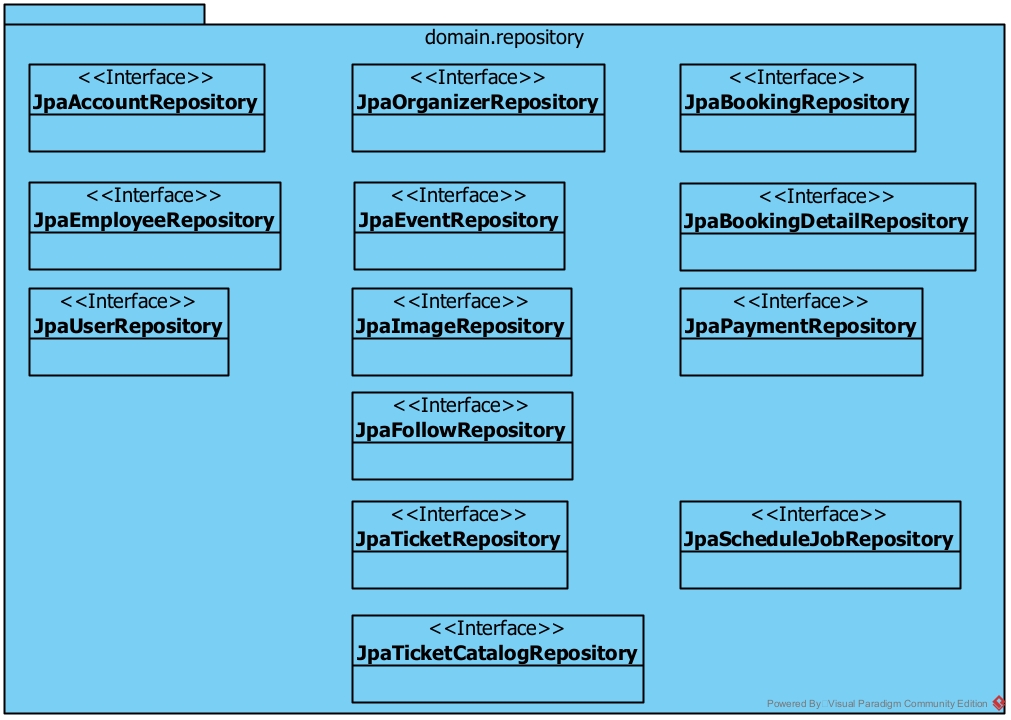 domain.repository
<<Interface>>
JpaAccountRepository
<<Interface>>
JpaOrganizerRepository
<<Interface>>
JpaBookingRepository
<<Interface>>
JpaEmployeeRepository
<<Interface>>
JpaEventRepository
<<Interface>>
JpaBookingDetailRepository
<<Interface>>
JpaUserRepository
<<Interface>>
JpaImageRepository
<<Interface>>
JpaPaymentRepository
<<Interface>>
JpaFollowRepository
<<Interface>>
JpaTicketRepository
<<Interface>>
JpaScheduleJobRepository
<<Interface>>
JpaTicketCatalogRepository
Powered By Visual Paradigm Community Edition